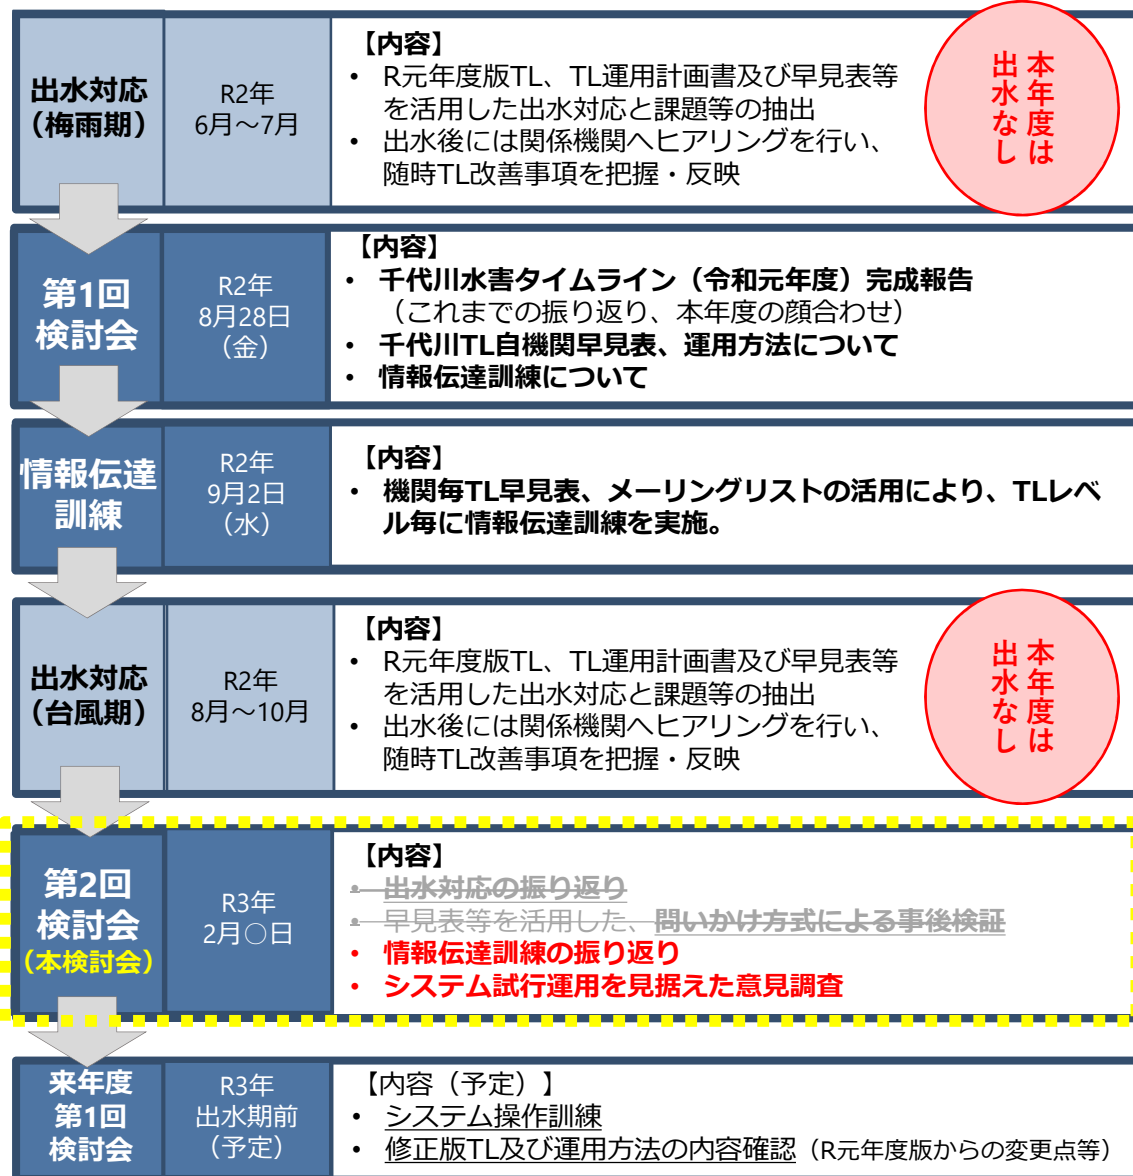 出水対応
（梅雨期）
R2年
6月～7月
【内容】
• R元年度版TL、TL運用計画書及び早見表等
を活用した出水対応と課題等の抽出
• 出水後には関係機関へヒアリングを行い、
随時TL改善事項を把握・反映
本年度は
出水なし
第1回
検討会
R2年
8月28日
（金）
【内容】
• 千代川水害タイムライン（令和元年度）完成報告
（これまでの振り返り、本年度の顔合わせ）
• 千代川TL自機関早見表、運用方法について
• 情報伝達訓練について
情報伝達
訓練
R2年
9月2日
（水）
【内容】
• 機関毎TL早見表、メーリングリストの活用により、TLレベ
ル毎に情報伝達訓練を実施。
出水対応
（台風期）
R2年
8月～10月
【内容】
• R元年度版TL、TL運用計画書及び早見表等
を活用した出水対応と課題等の抽出
• 出水後には関係機関へヒアリングを行い、
随時TL改善事項を把握・反映
本年度は
出水なし
第2回
検討会
（本検討会）
R3年
2月○日
【内容】
• 出水対応の振り返り
• 早見表等を活用した、問いかけ方式による事後検証
• 情報伝達訓練の振り返り
• システム試行運用を見据えた意見調査
来年度
第1回
検討会
R3年
出水期前
（予定）
【内容（予定）】
• システム操作訓練
• 修正版TL及び運用方法の内容確認（R元年度版からの変更点等）